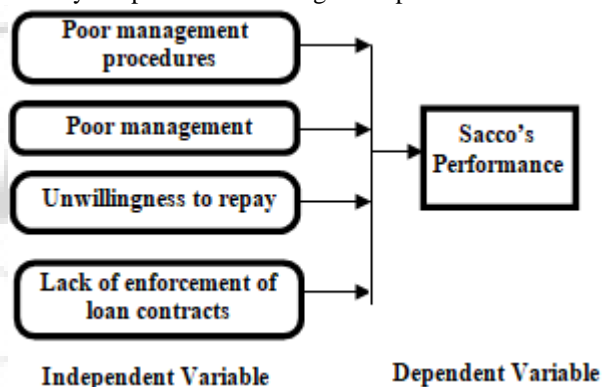 Poor management
procedures
Poor management
Unwillingness to repay
Lack of enforcement of
loan contracts
Sacco's
Performance
Independent Variable
Dependent Variable